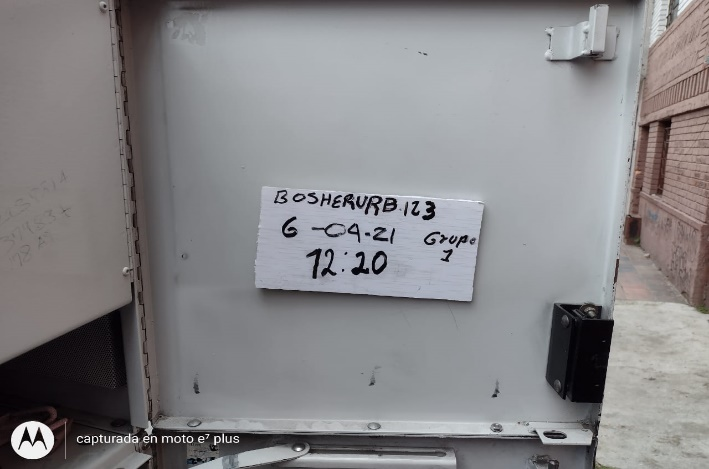 BOSHERURB.123
6-04-21 Grupo 1
12:20
capturada en moto e⁷ plus